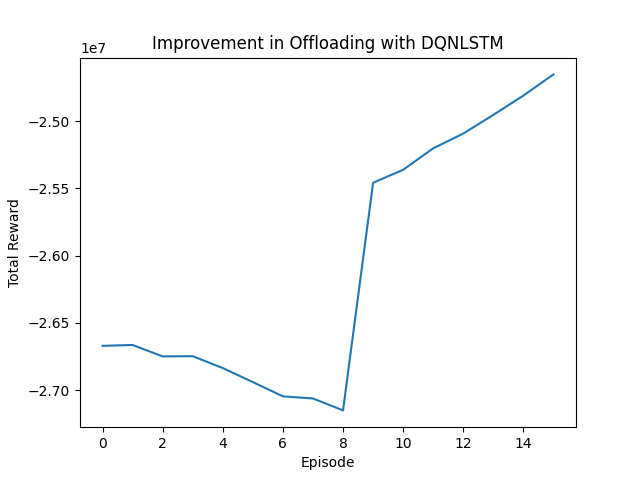 Improvement in Offloading with DQNLSTM
1e7
−2.50
−2.55
−2.60
−2.65
−2.70
Total Reward
0 2 4 6 8 10 12 14
Episode